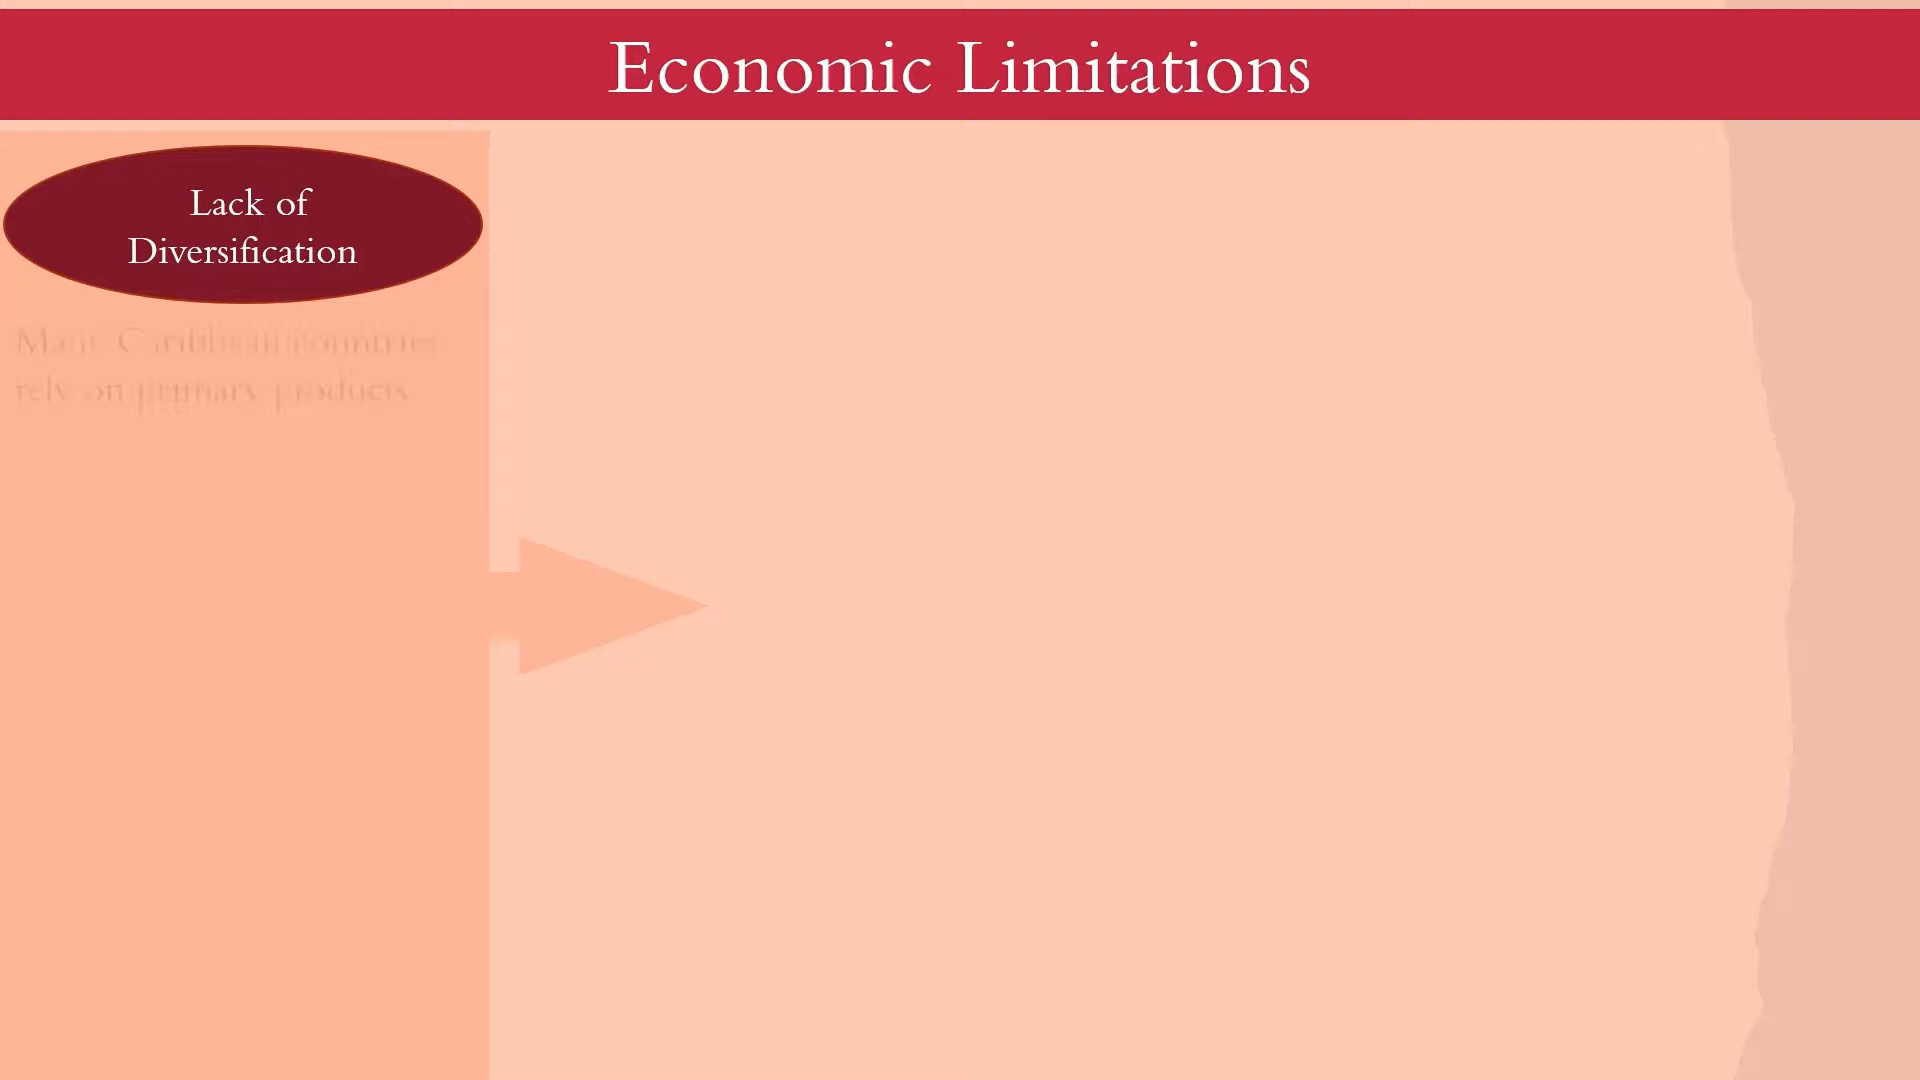 Economic Limitations
Lack of
Diversification
Many Caribbean countries
rely on primary products